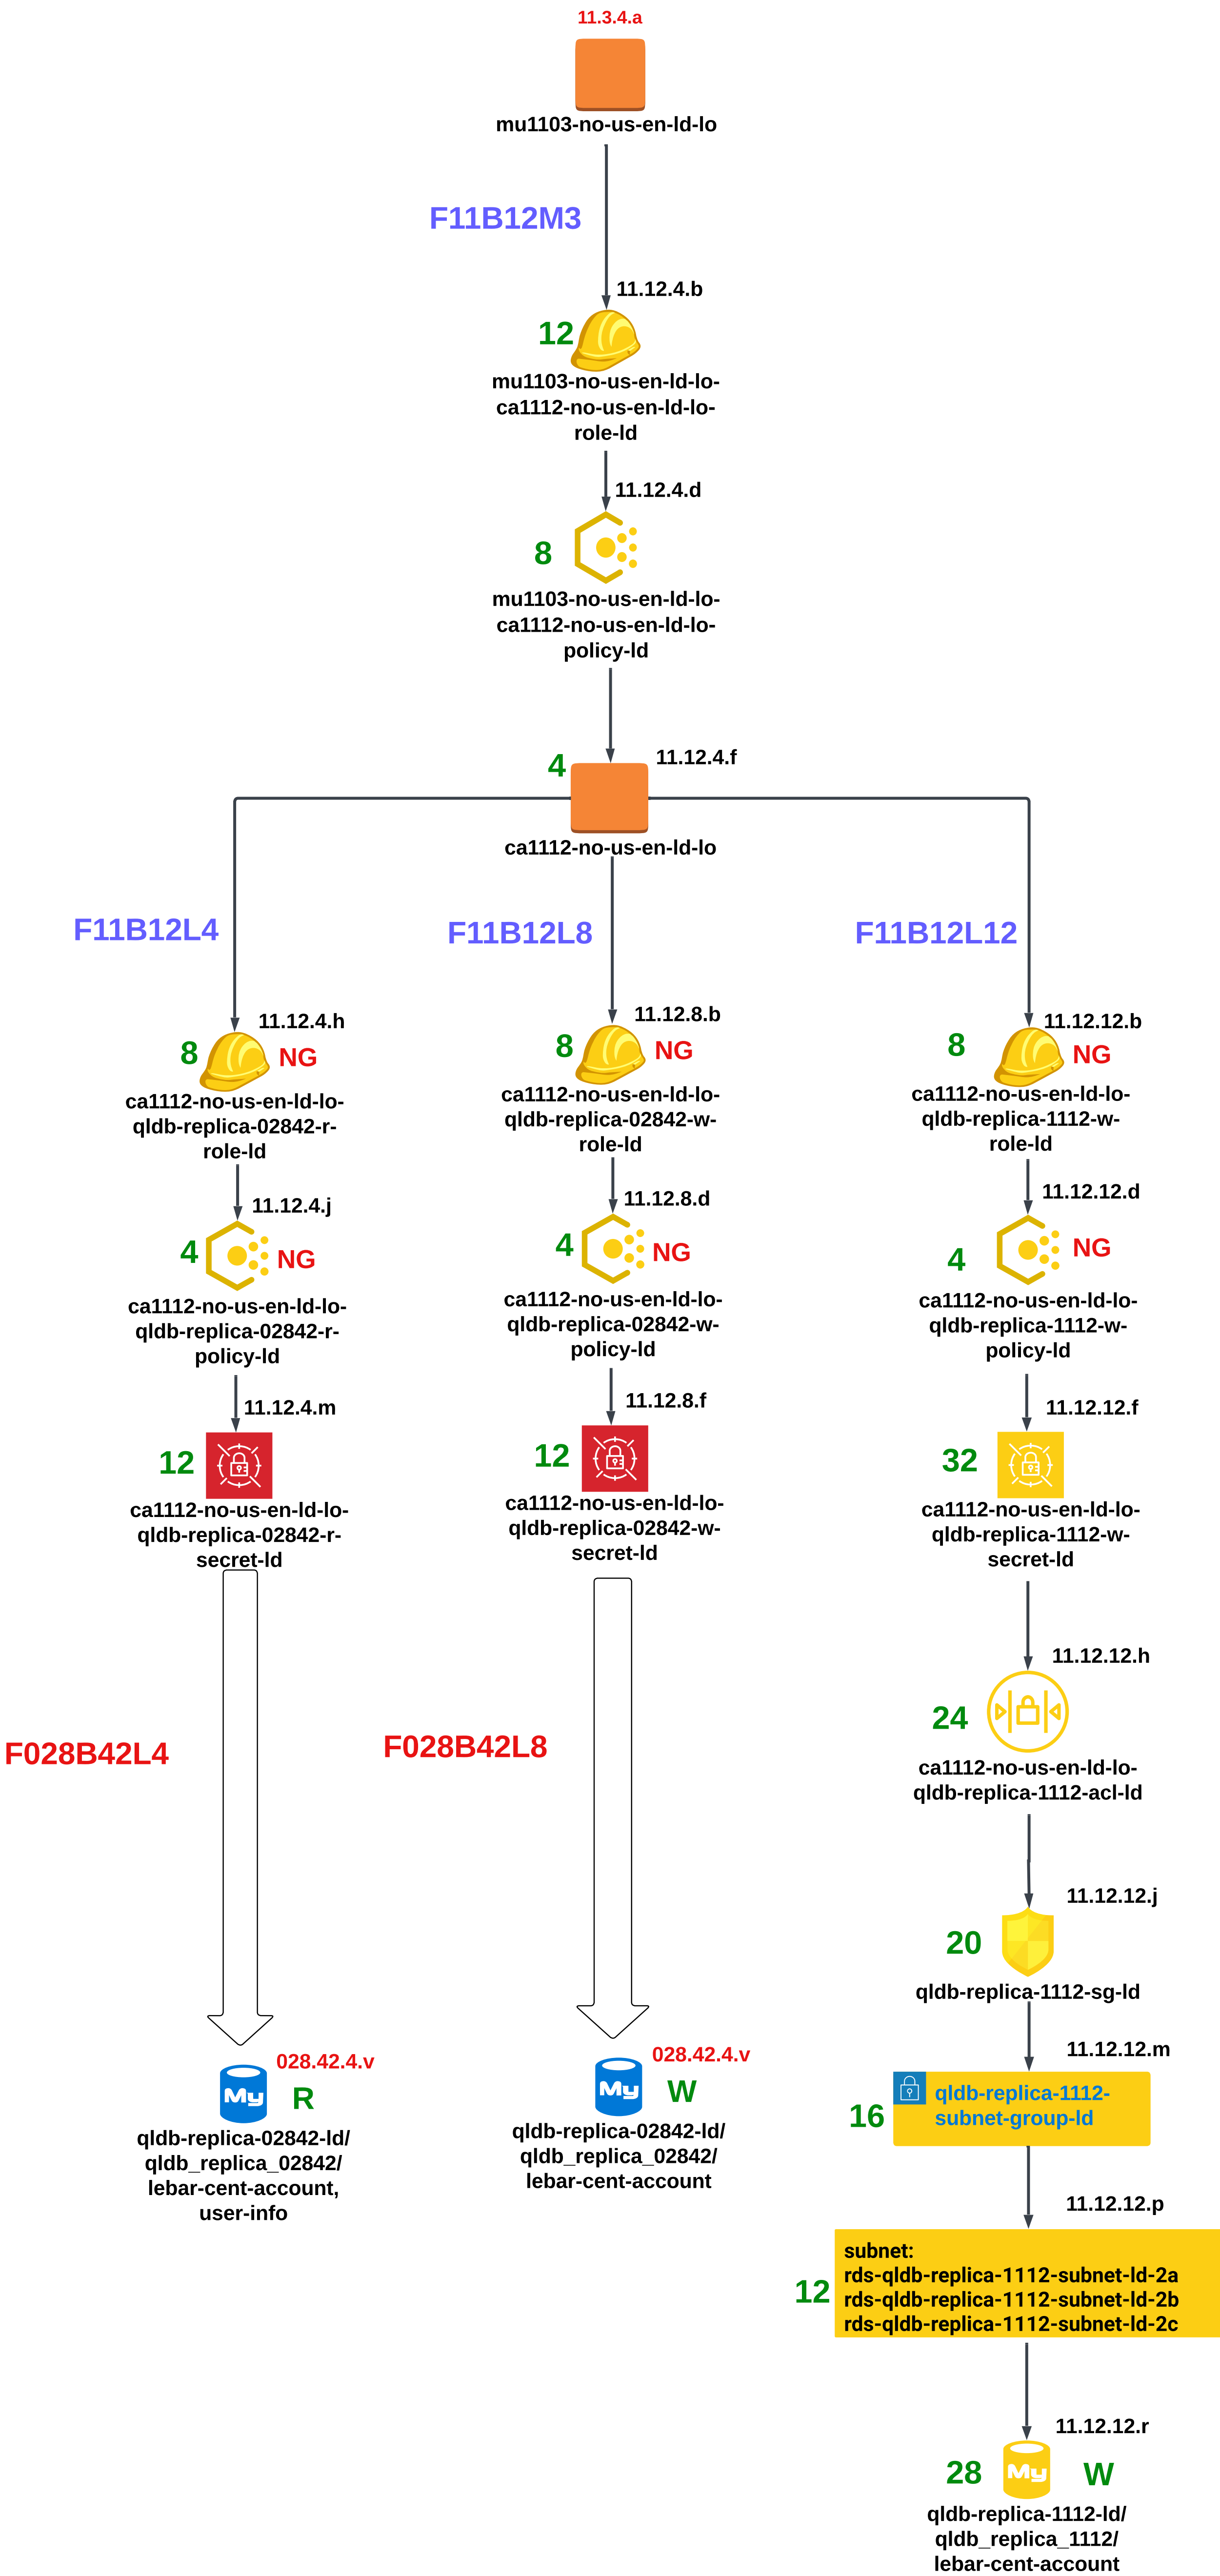 11.3.4.a
mu1103-no-us-en-ld-lo
F11B12M3
11.12.4.b
12
mu1103-no-us-en-ld-lo-
ca1112-no-us-en-ld-lo-
role-ld
11.12.4.d
8
mu1103-no-us-en-ld-lo-
ca1112-no-us-en-ld-lo-
policy-ld
4
11.12.4.f
ca1112-no-us-en-ld-lo
F11B12L4
11.12.4.h
8
NG
ca1112-no-us-en-ld-lo-
qldb-replica-02842-r-
role-ld
11.12.4.j
4
NG
ca1112-no-us-en-ld-lo-
qldb-replica-02842-r-
policy-ld
11.12.4.m
12
ca1112-no-us-en-ld-lo-
qldb-replica-02842-r-
secret-ld
F028B42L4
028.42.4.v
My
R
qldb-replica-02842-ld/
qldb_replica_02842/
lebar-cent-account,
user-info
F11B12L8
11.12.8.b
8
NG
ca1112-no-us-en-ld-lo-
qldb-replica-02842-w-
role-ld
11.12.8.d
4
NG
ca1112-no-us-en-ld-lo-
qldb-replica-02842-w-
policy-ld
11.12.8.f
12
ca1112-no-us-en-ld-lo-
qldb-replica-02842-w-
secret-ld
F028B42L8
028.42.4.v
My
W
qldb-replica-02842-ld/
qldb_replica_02842/
lebar-cent-account
F11B12L12
11.12.12.b
8
NG
ca1112-no-us-en-ld-lo-
qldb-replica-1112-w-
role-ld
11.12.12.d
4
NG
ca1112-no-us-en-ld-lo-
qldb-replica-1112-w-
policy-ld
11.12.12.f
32
ca1112-no-us-en-ld-lo-
qldb-replica-1112-w-
secret-ld
11.12.12.h
24
ca1112-no-us-en-ld-lo-
qldb-replica-1112-acl-ld
11.12.12.j
20
qldb-replica-1112-sg-ld
11.12.12.m
16
qldb-replica-1112-
subnet-group-ld
11.12.12.p
12
subnet:
rds-qldb-replica-1112-subnet-ld-2a
rds-qldb-replica-1112-subnet-ld-2b
rds-qldb-replica-1112-subnet-ld-2c
11.12.12.r
28
My
W
qldb-replica-1112-ld/
qldb_replica_1112/
lebar-cent-account